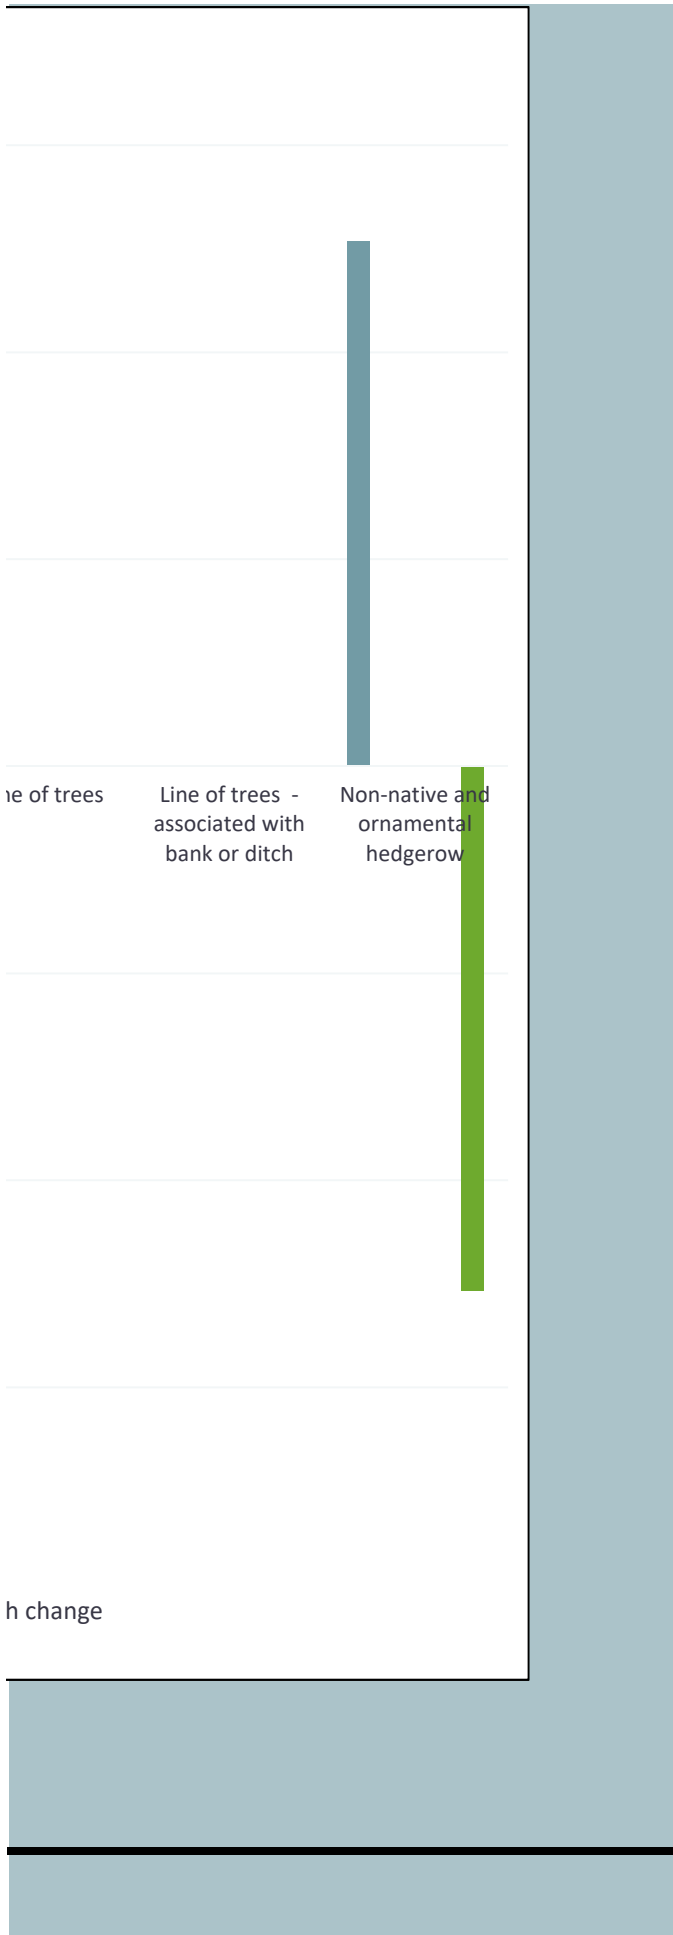 ne of trees
Line of trees  -
associated with
bank or ditch
Non-native and
ornamental
hedgerow
h change